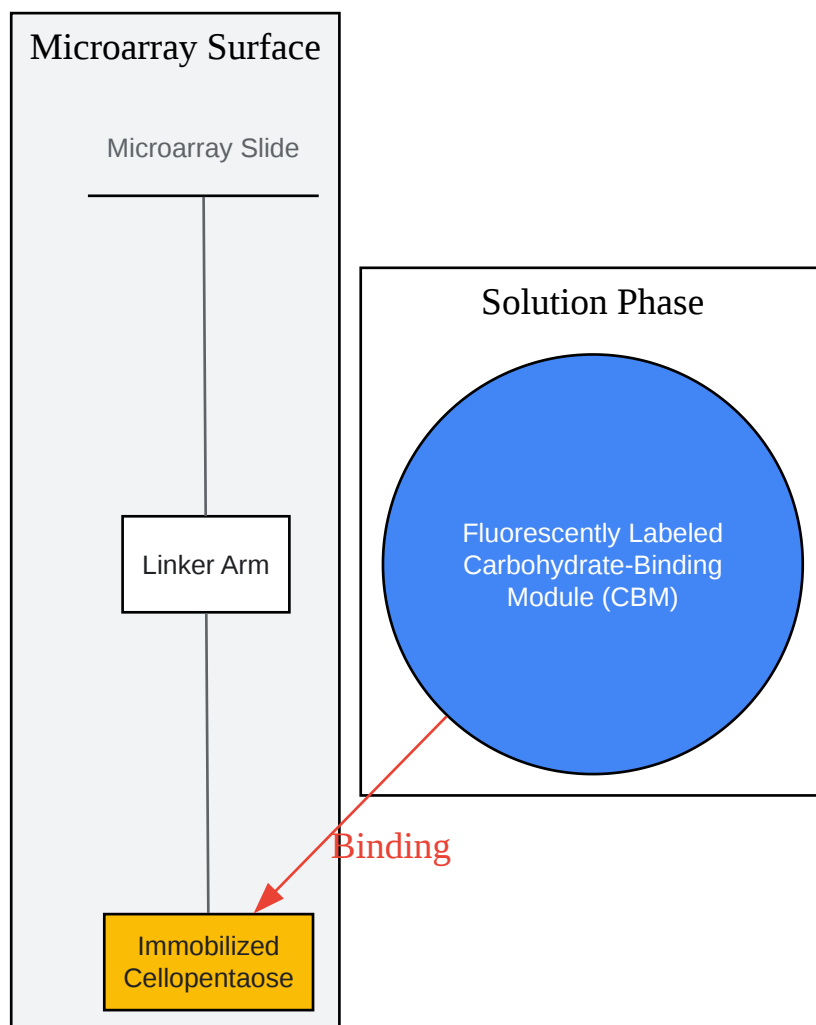 Microarray Surface
Microarray Slide
Linker Arm
Immobilized
Cellopentaose
Solution Phase
Fluorescently Labeled
Carbohydrate-Binding
Module (CBM)
Binding